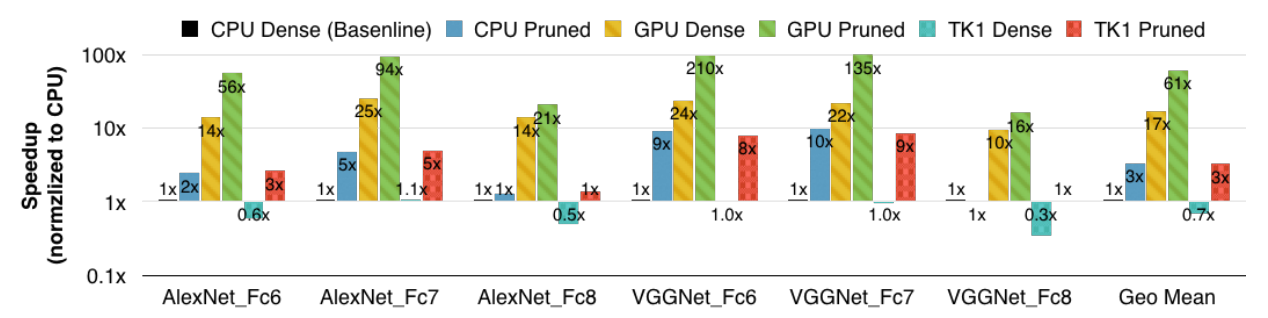 CPU Dense (Basenline) CPU Pruned GPU Dense GPU Pruned TK1 Dense TK1 Pruned
Speedup
(normzlized to CPU)
100x
10x
1x
0.1x
1x 2x 14x 56x 0.6x 3x
1x 5x 25x 94x 1.1x 5x
1x 1x 14x 21x 0.5x 1x
1x 9x 24x 210x 1.0x 8x
1x 10x 22x 135x 1.0x 9x
1x 1x 10x 16x 0.3x 1x
1x 3x 17x 61x 0.7x 3x
AlexNet_Fc6 AlexNet_Fc7 AlexNet_Fc8 VGGNet_Fc6 VGGNet_Fc7 VGGNet_Fc8 Geo Mean